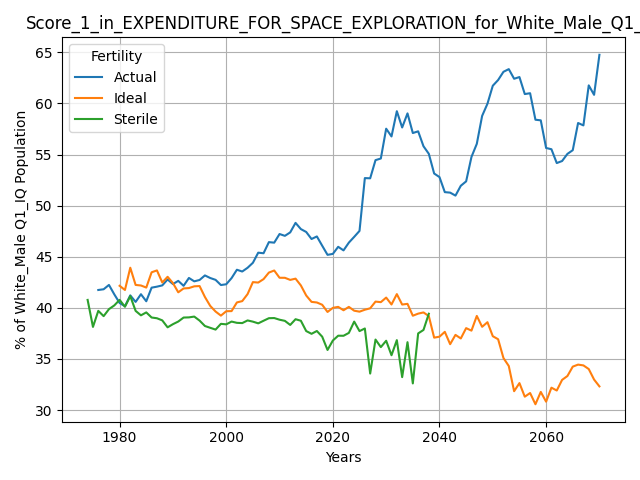 Score_1_in_EXPENDITURE_FOR_SPACE_EXPLORATION_for_White_Male_Q1_
Fertility
Actual
Ideal
Sterile
% of White_Male Q1_IQ Population
65
60
55
50
45
40
35
30
1980
2000
2020
2040
2060
Years